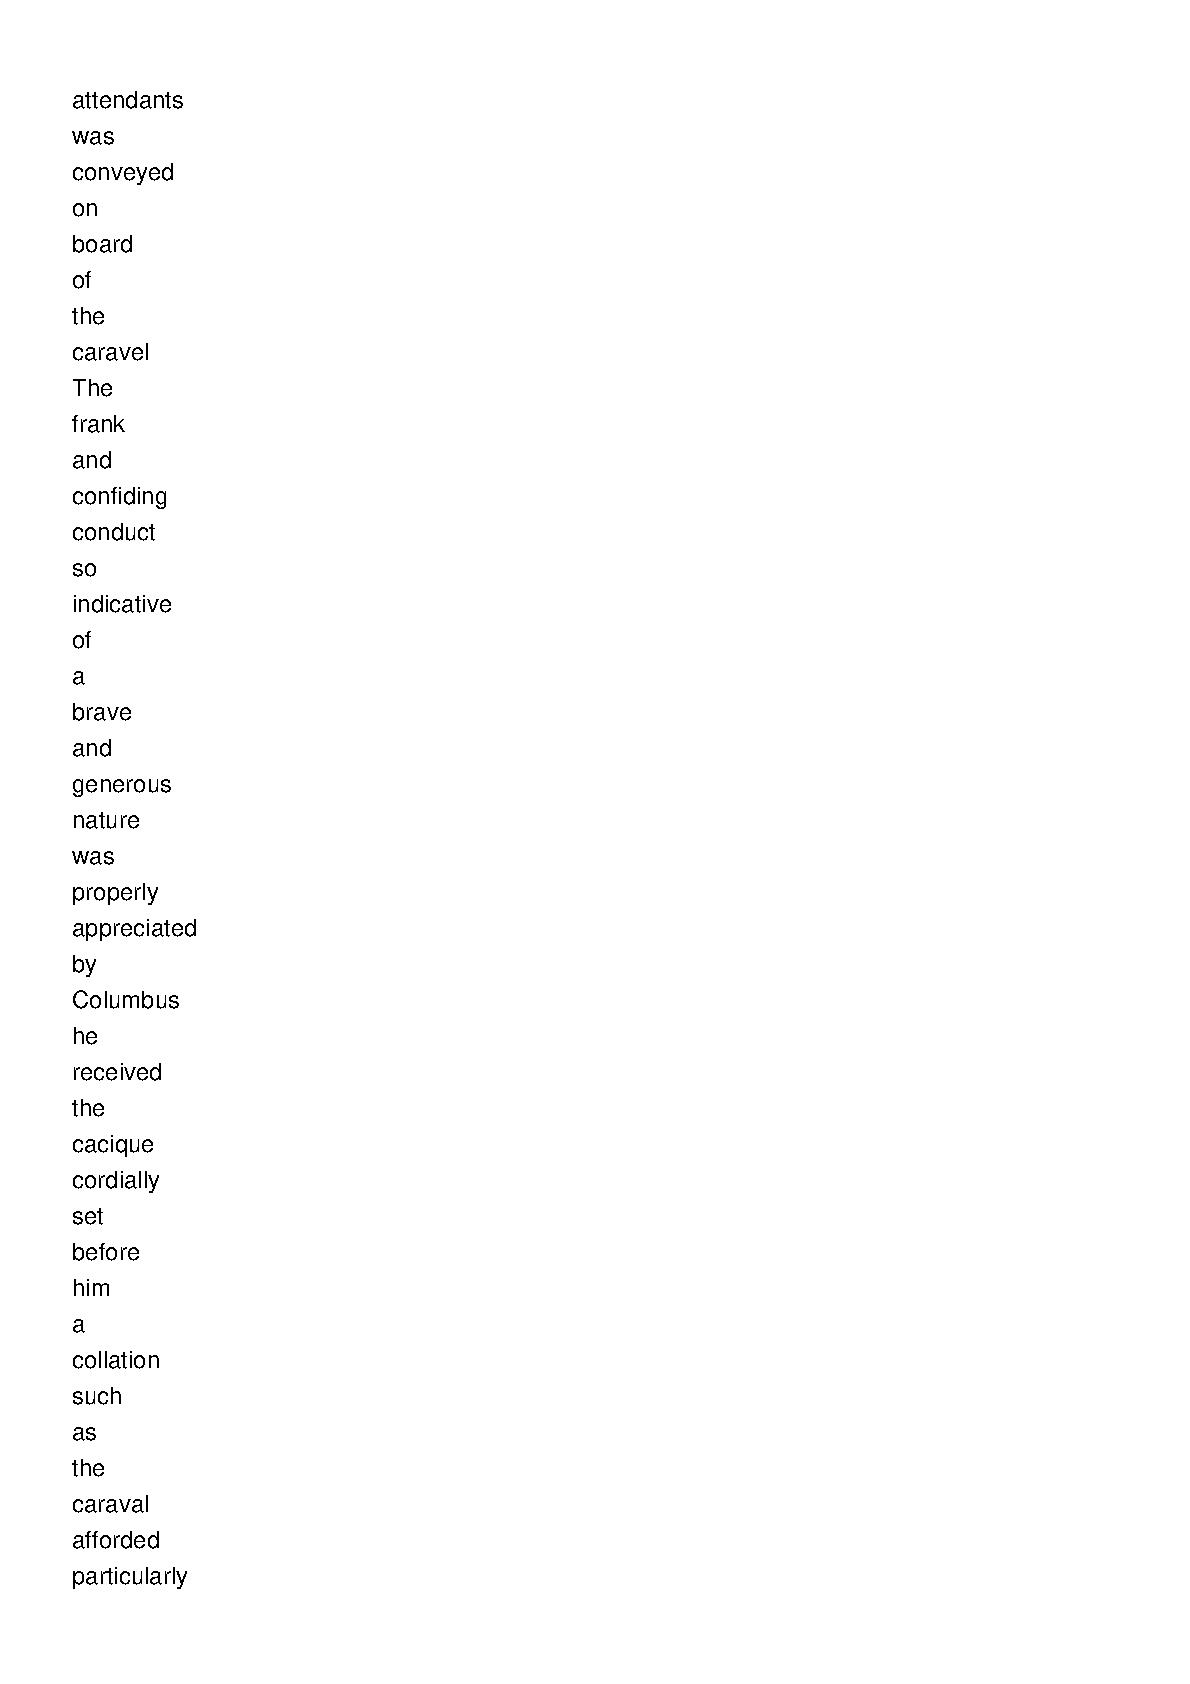 attendants
was
conveyed
on
board
of
the
caravel
The
frank
and
confiding
conduct
so
indicative
of
a
brave
and
generous
nature
was
properly
appreciated
by
Columbus
he
received
the
cacique
cordially
set
before
him
a
collation
such
as
the
caraval
afforded
particularly